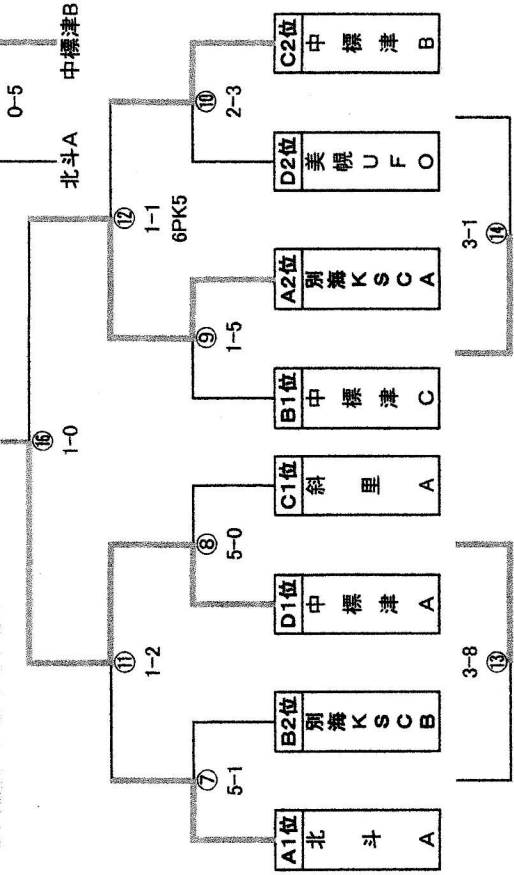 0-5
北斗A
中標津B
⑯
1-0
⑪
1-2
⑫
1-1
6PK5
⑦
5-1
⑧
5-0
⑨
1-5
⑩
2-3
A1位
北斗A
B2位
別海KSCB
D1位
中標津A
C1位
斜里A
B1位
中標津C
A2位
別海KSCA
D2位
美幌UFO
C2位
中標津B
3-8
⑬
3-1
⑭